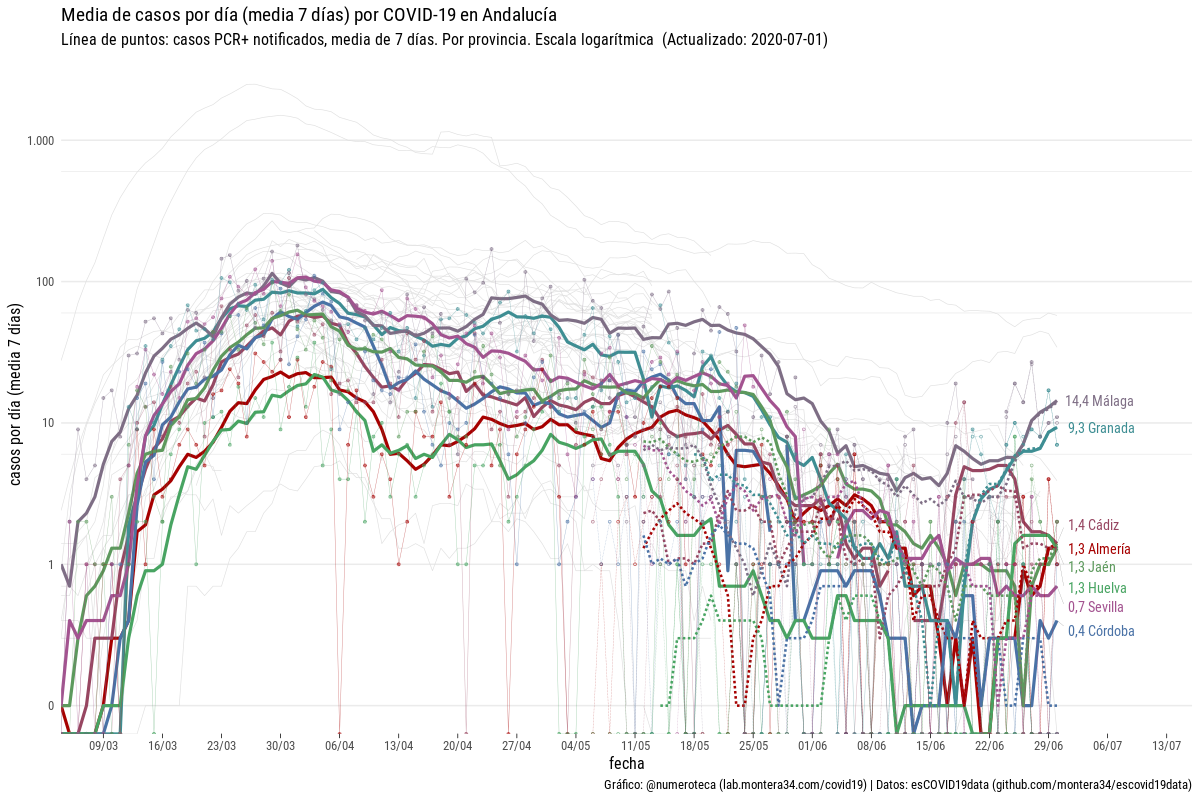 Media de casos por día (media 7 días) por COVID-19 en Andalucía
Línea de puntos: casos PCR+ notificados, media de 7 días. Por provincia. Escala logarítmica (Actualizado: 2020-07-01)
casos por día (media 7 días)
1.000
100
10
1
0
14,4 Málaga
9,3 Granada
1,4 Cádiz
1,3 Almería
1,3 Jaén
1,3 Huelva
0,7 Sevilla
0,4 Córdoba
09/03 16/03 23/03 30/03 06/04 13/04 20/04 27/04 04/05 11/05 18/05 25/05 01/06 08/06 15/06 22/06 29/06 06/07 13/07
fecha
Gráfico: @numeroteca (lab.montera34.com/covid19) | Datos: esCOVID19data (github.com/montera34/escovid19data)